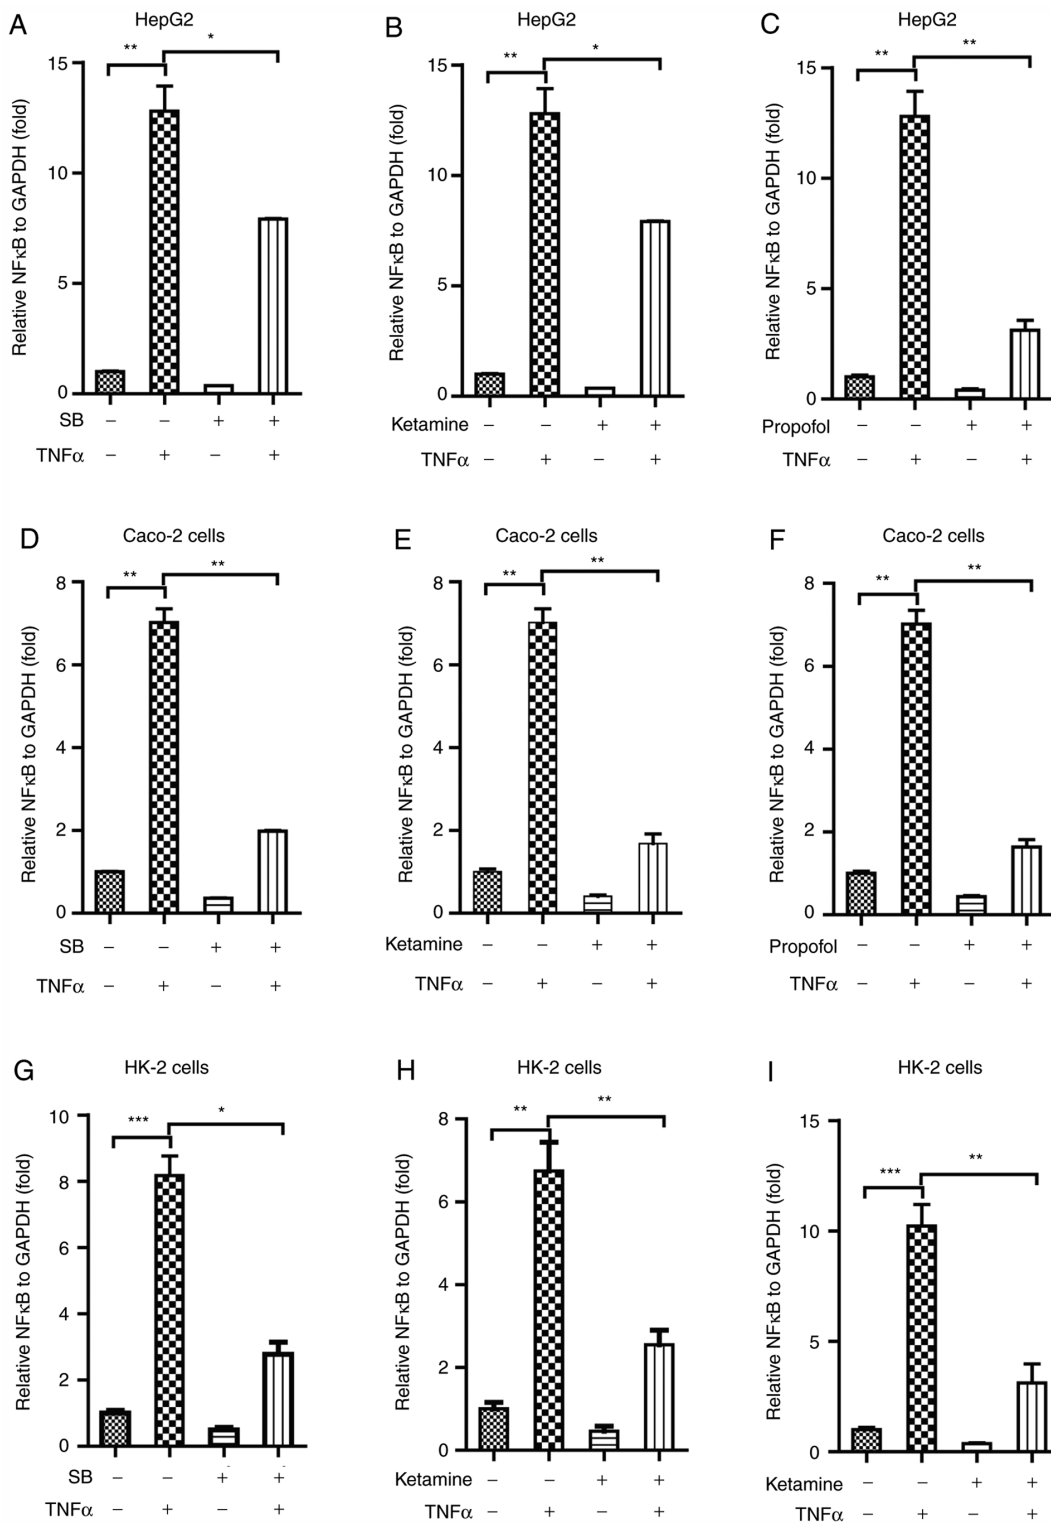 A
HepG2
**
*
15
10
5
0
Relative NFκB to GAPDH (fold)
SB – – + +
TNFα – + – +
B
HepG2
**
*
15
10
5
0
Relative NFκB to GAPDH (fold)
Ketamine – – + +
TNFα – + – +
C
HepG2
**
**
15
10
5
0
Relative NFκB to GAPDH (fold)
Propofol – – + +
TNFα – + – +
D
Caco-2 cells
**
**
8
6
4
2
0
Relative NFκB to GAPDH (fold)
SB – – + +
TNFα – + – +
E
Caco-2 cells
**
**
8
6
4
2
0
Relative NFκB to GAPDH (fold)
Ketamine – – + +
TNFα – + – +
F
Caco-2 cells
**
**
8
6
4
2
0
Relative NFκB to GAPDH (fold)
Propofol – – + +
TNFα – + – +
G
HK-2 cells
***
*
10
8
6
4
2
0
Relative NFκB to GAPDH (fold)
SB – – + +
TNFα – + – +
H
HK-2 cells
**
**
8
6
4
2
0
Relative NFκB to GAPDH (fold)
Ketamine – – + +
TNFα – + – +
I
HK-2 cells
***
**
15
10
5
0
Relative NFκB to GAPDH (fold)
Ketamine – – + +
TNFα – + – +